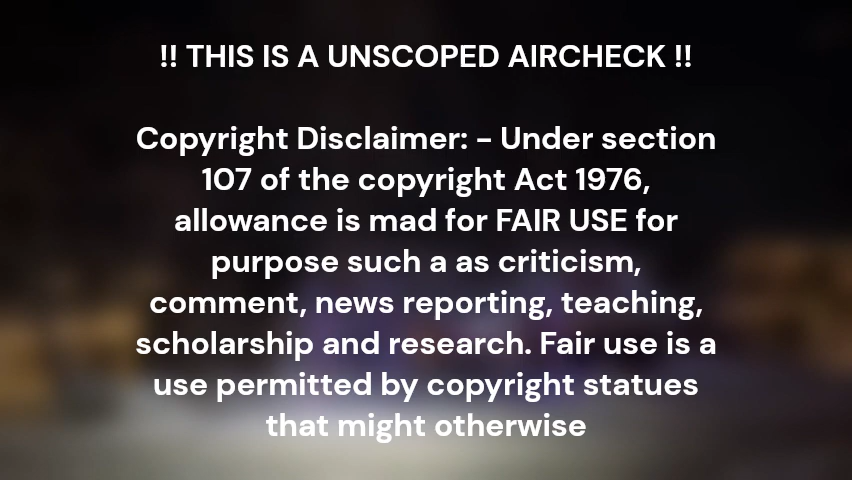 !! THIS IS A UNSCOPED AIRCHECK !!
Copyright Disclaimer: - Under section
107 of the copyright Act 1976,
allowance is mad for FAIR USE for
purpose such a as criticism,
comment, news reporting, teaching,
scholarship and research. Fair use is a
use permitted by copyright statues
that might otherwise